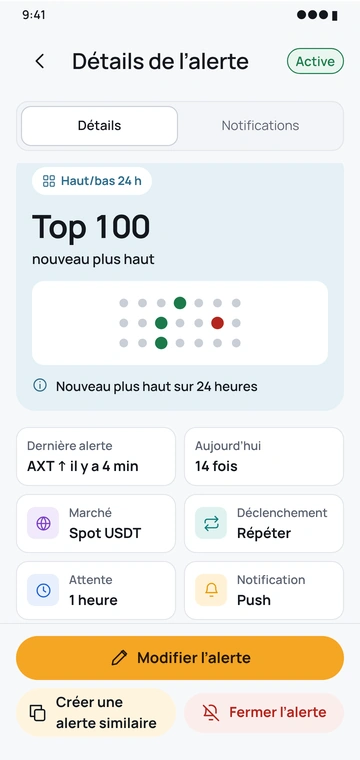 9:41
Détails de l’alerte
Active
Détails
Notifications
Haut/bas 24 h
Top 100
nouveau plus haut
Nouveau plus haut sur 24 heures
Dernière alerte
AXT ↑ il y a 4 min
Aujourd’hui
14 fois
Marché
Spot USDT
Déclenchement
Répéter
Attente
1 heure
Notification
Push
Modifier l’alerte
Créer une
alerte similaire
Fermer l’alerte